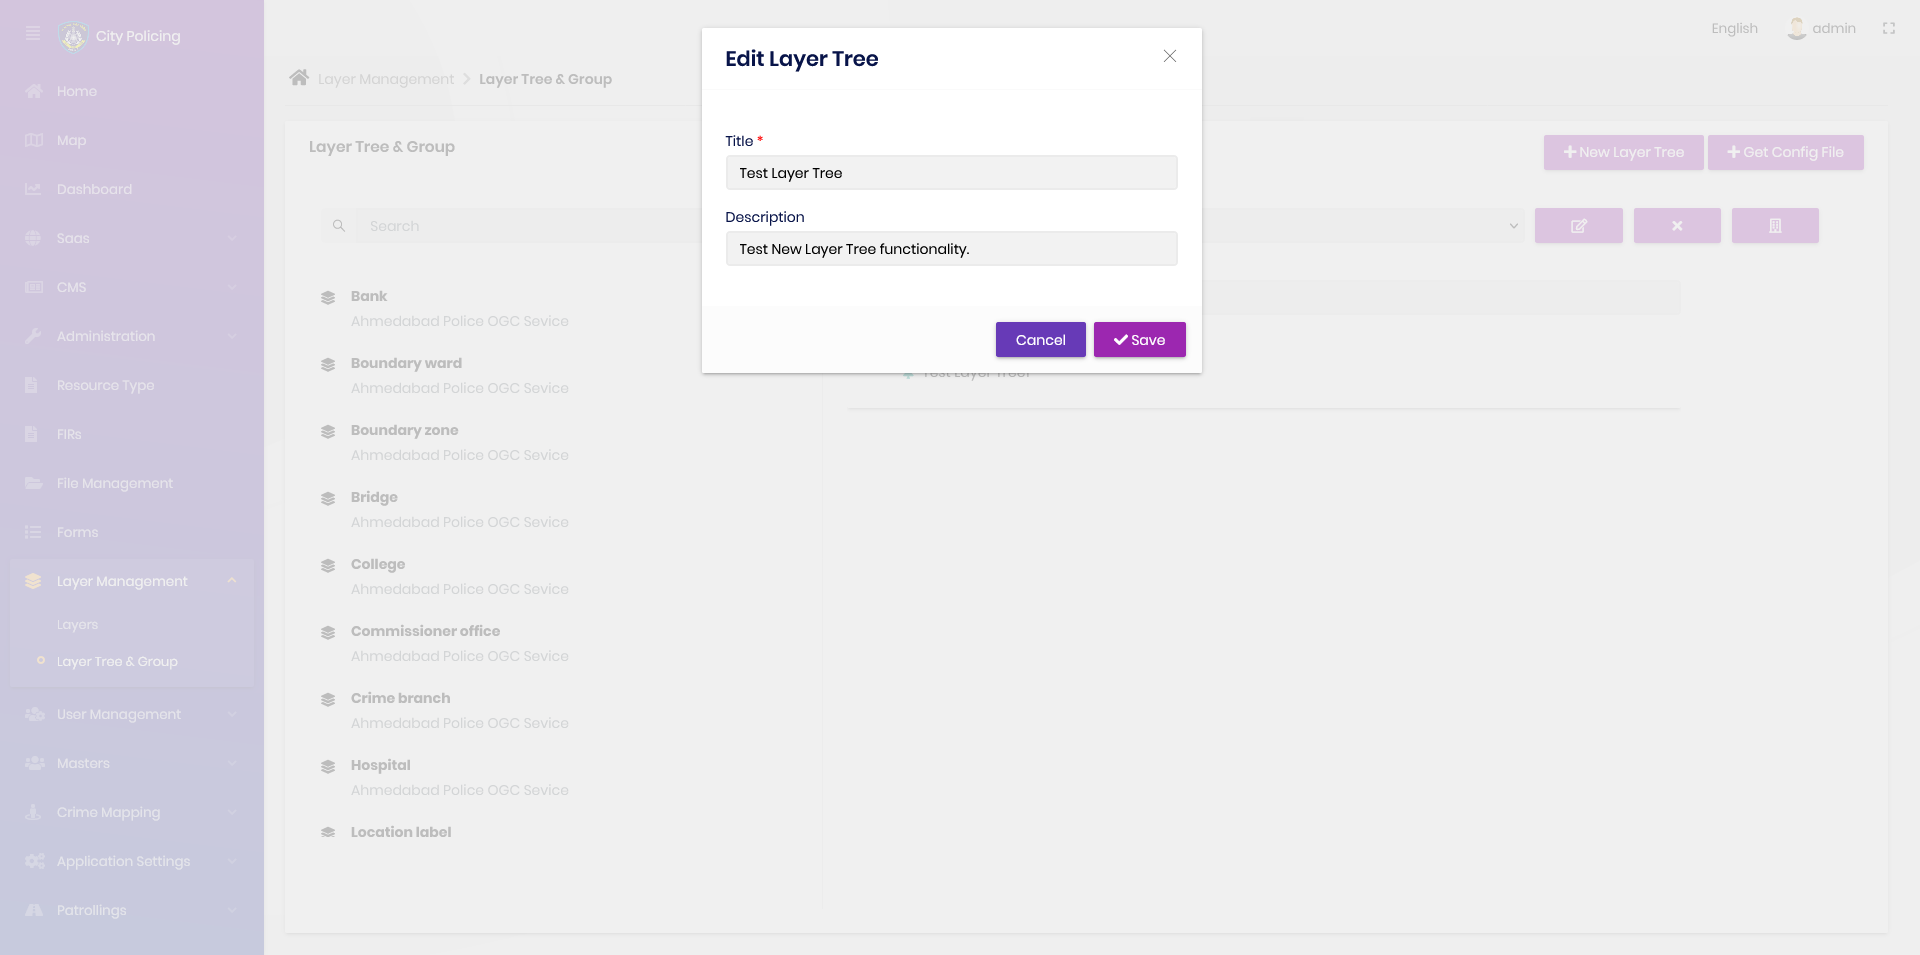 City Policing
Home
Map
Dashboard
Saas
CMS
Administration
Resource Type
FIRs
File Management
Forms
Layer Management
Layers
Layer Tree & Group
User Management
Masters
Crime Mapping
Application Settings
Patrollings
English
admin
Layer Management > Layer Tree & Group
Layer Tree & Group
New Layer Tree
Get Config File
Search
Bank
Ahmedabad Police OGC Sevice
Boundary ward
Ahmedabad Police OGC Sevice
Boundary zone
Ahmedabad Police OGC Sevice
Bridge
Ahmedabad Police OGC Sevice
College
Ahmedabad Police OGC Sevice
Commissioner office
Ahmedabad Police OGC Sevice
Crime branch
Ahmedabad Police OGC Sevice
Hospital
Ahmedabad Police OGC Sevice
Location label
Edit Layer Tree
Title *
Test Layer Tree
Description
Test New Layer Tree functionality.
Cancel
Save